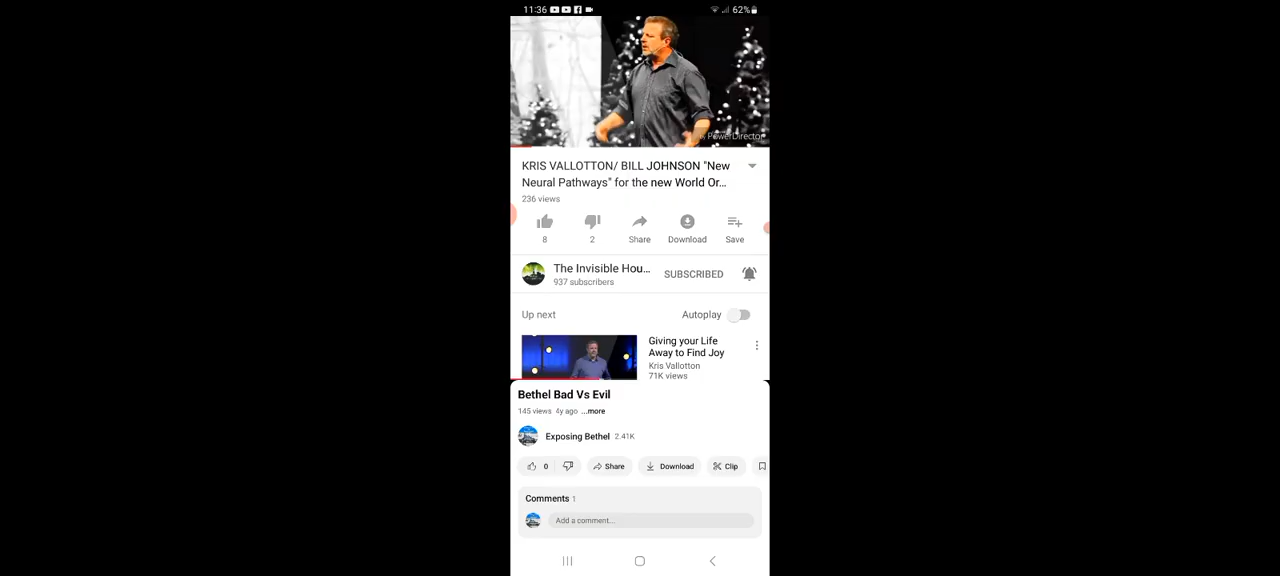 11:36
62%
PowerDirector
KRIS VALLOTTON/ BILL JOHNSON "New
Neural Pathways" for the new World Or...
236 views
8 2 Share Download Save
The Invisible Hou... SUBSCRIBED
937 subscribers
Up next Autoplay
Giving your Life
Away to Find Joy
Kris Vallotton
71K views
Bethel Bad Vs Evil
145 views 4y ago ...more
Exposing Bethel 2.41K
0 Share Download Clip
Comments 1
Add a comment...